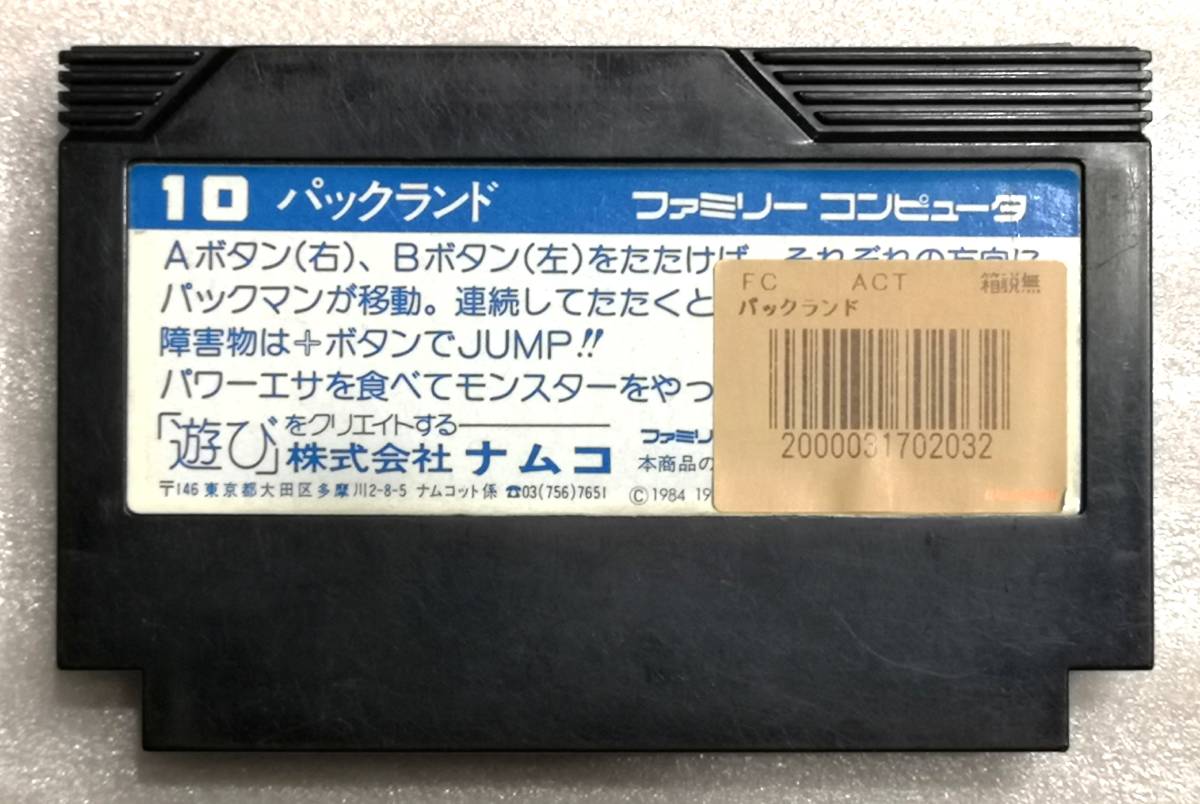 10 パックランド ファミリー コンピュータ
Aボタン(右)、Bボタン(左)をたたけば、それぞれの方向に
パックマンが移動。連続してたたくと
障害物は＋ボタンでJUMP!!
パワーエサを食べてモンスターをやっ
「遊び」をクリエイトする
株式会社 ナムコ
〒146 東京都大田区多摩川2-8-5 ナムコット係 ☎03(756)7651
ファミリ
本商品の
©1984 19
FC ACT 箱説無
パックランド
2000031702032